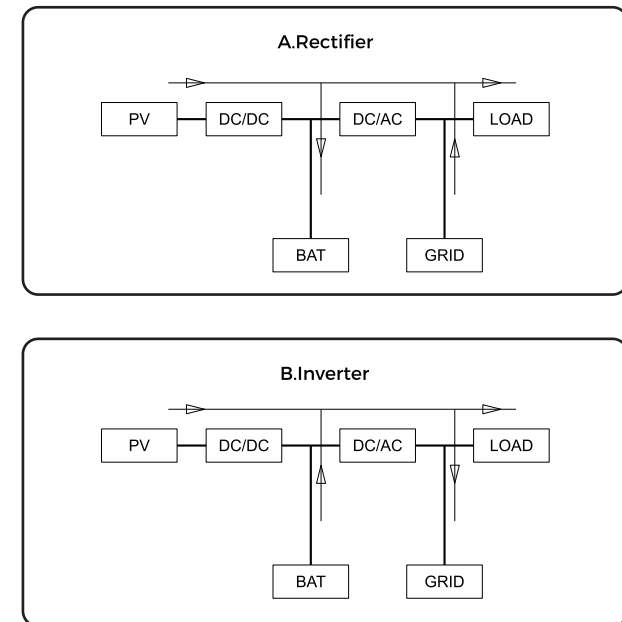 A.Rectifier
PV DC/DC DC/AC LOAD
BAT GRID
B.Inverter
PV DC/DC DC/AC LOAD
BAT GRID